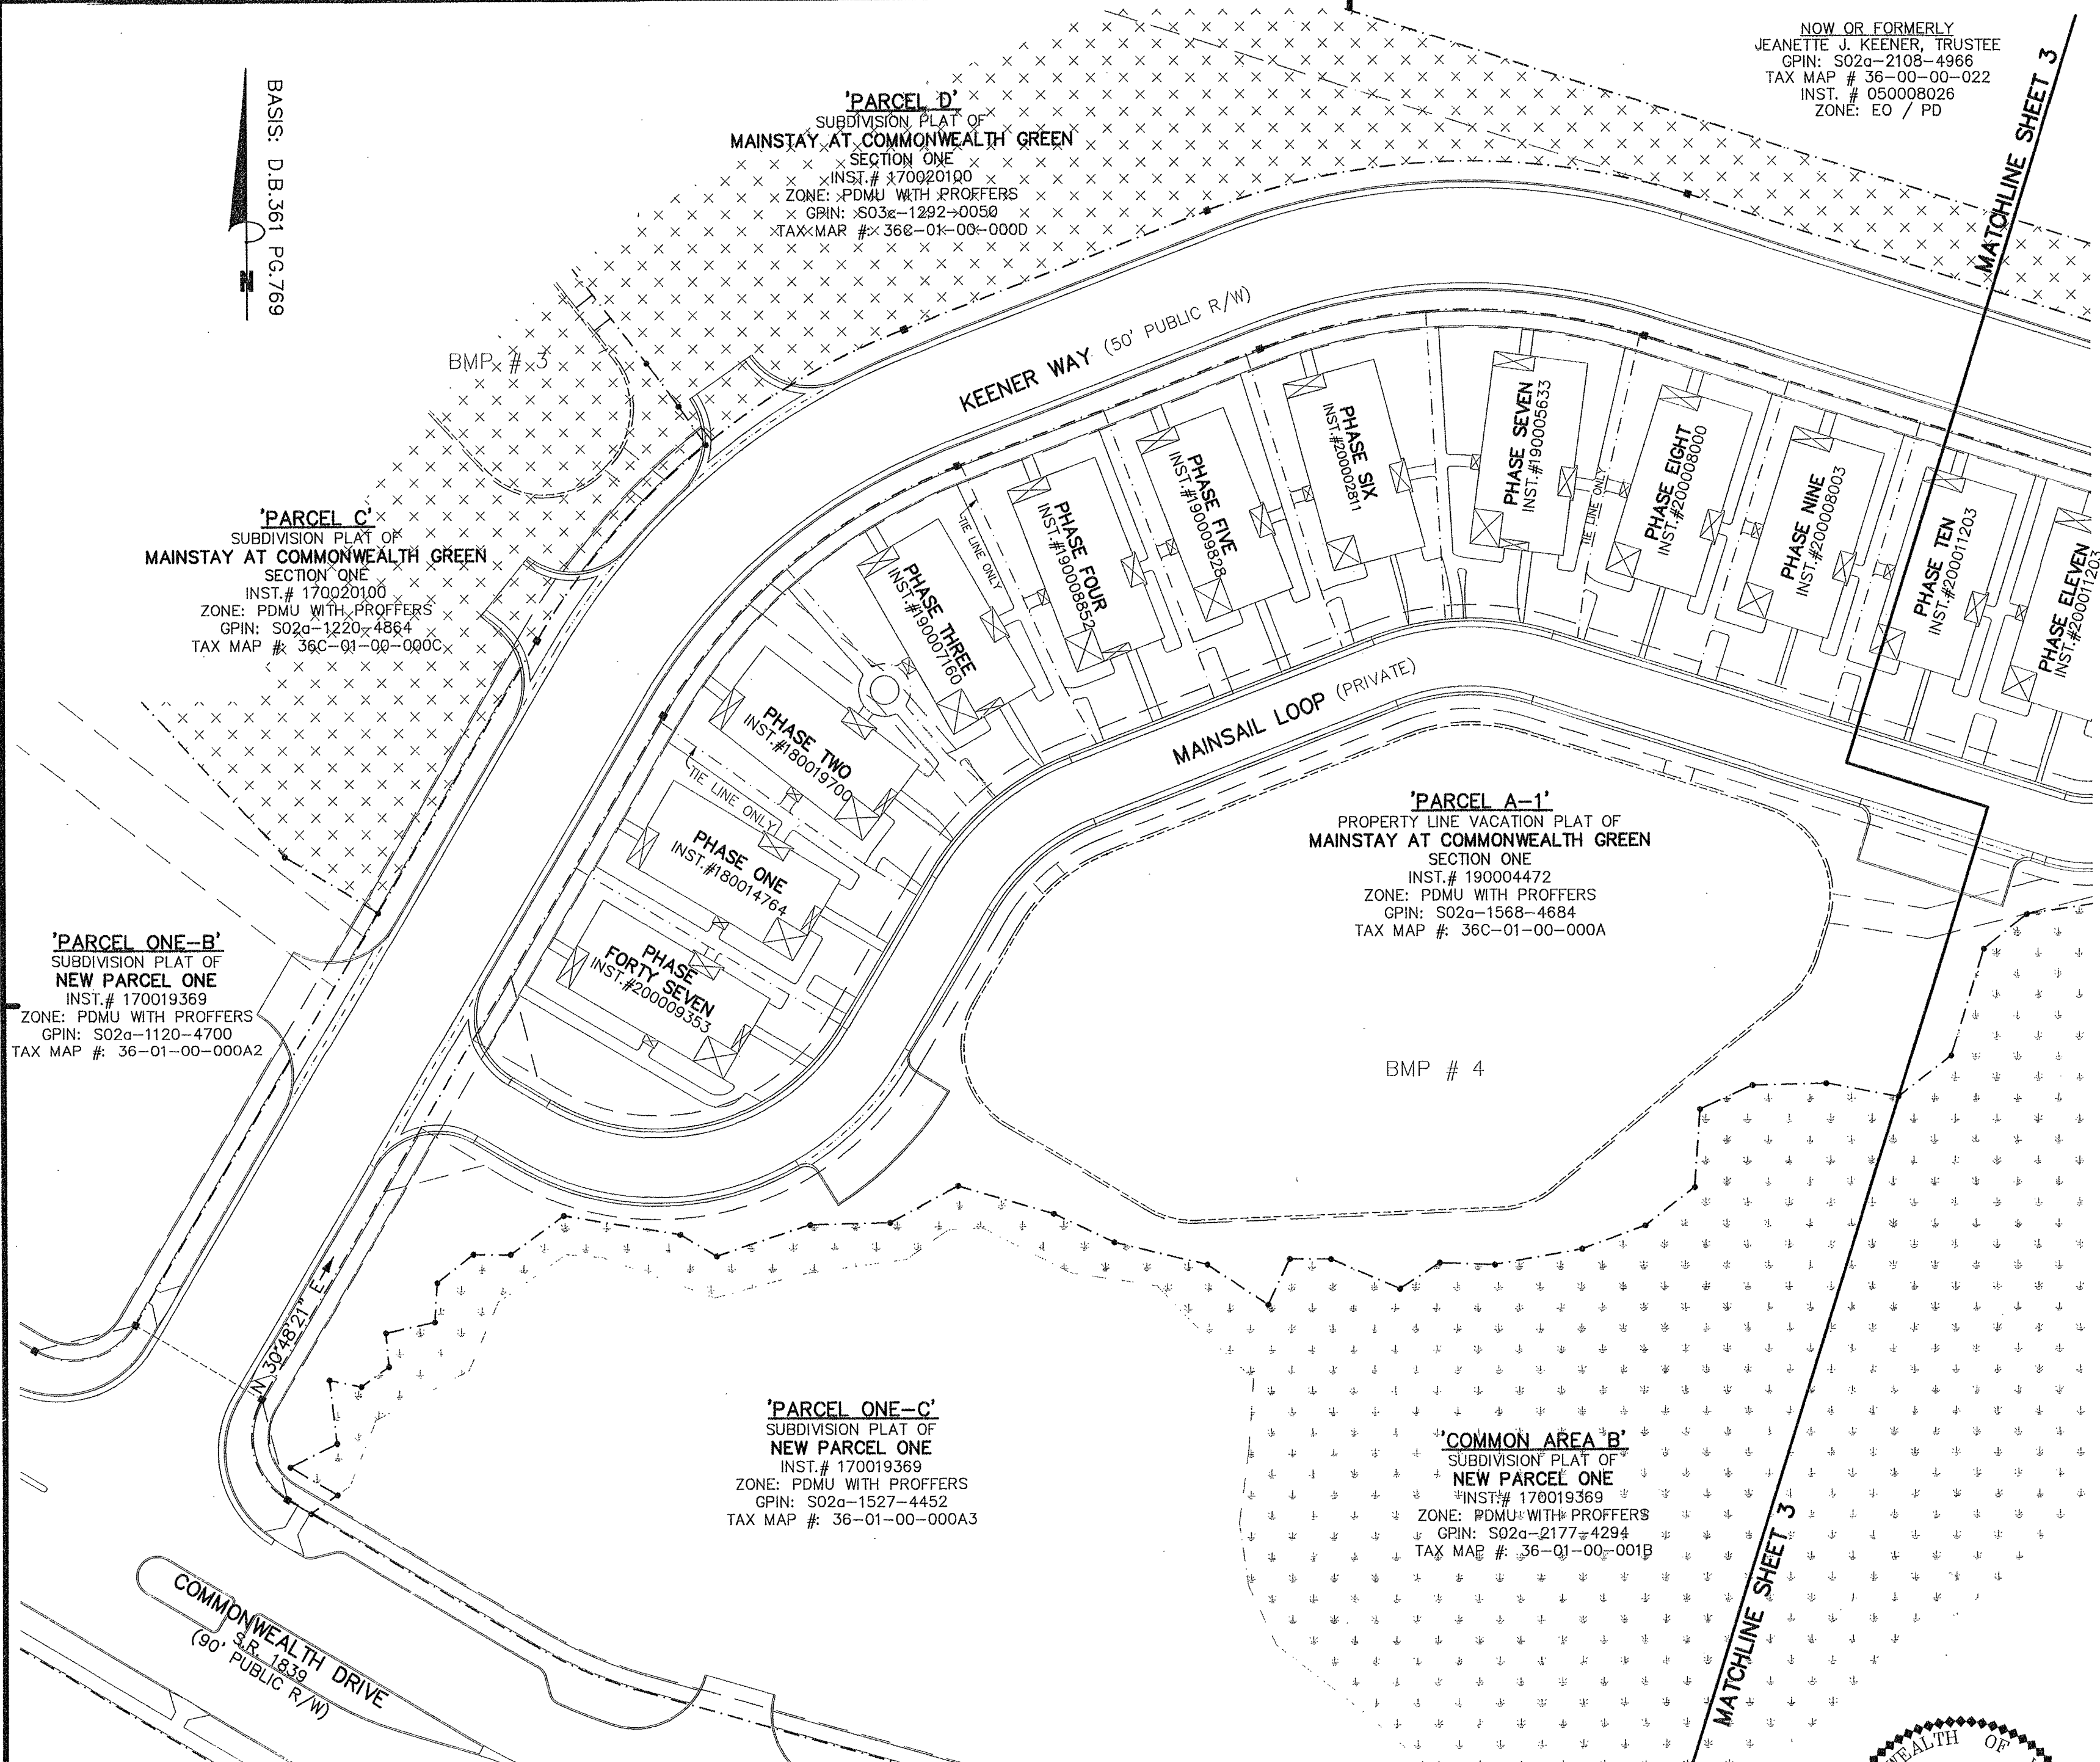 NOW OR FORMERLY
JEANETTE J. KEENER, TRUSTEE
GPIN: S02a-2108-4966
TAX MAP # 36-00-00-022
INST. # 050008026
ZONE: EO / PD
MATCHLINE SHEET 3
BASIS: D.B.361 PG.769
N
'PARCEL D'
SUBDIVISION PLAT OF
MAINSTAY AT COMMONWEALTH GREEN
SECTION ONE
INST.# 170020100
ZONE: PDMU WITH PROFFERS
GPIN: S03c-1292-0050
TAX MAP #: 36C-01-00-000D
BMP # 3
KEENER WAY (50' PUBLIC R/W)
'PARCEL C'
SUBDIVISION PLAT OF
MAINSTAY AT COMMONWEALTH GREEN
SECTION ONE
INST.# 170020100
ZONE: PDMU WITH PROFFERS
GPIN: S02a-1220-4864
TAX MAP #: 36C-01-00-000C
PHASE SEVEN
INST.#190005633
PHASE SIX
INST.#200002811
PHASE EIGHT
INST.#200008000
TIE LINE ONLY
PHASE FIVE
INST.#190009828
PHASE NINE
INST.#200008003
PHASE FOUR
INST.#190008852
TIE LINE ONLY
PHASE TEN
INST.#200011203
PHASE ELEVEN
INST.#200011203
PHASE THREE
INST.#190007160
MAINSAIL LOOP (PRIVATE)
PHASE TWO
INST.#180019700
TIE LINE ONLY
PHASE ONE
INST.#180014764
PHASE
FORTY SEVEN
INST.#200009353
'PARCEL A-1'
PROPERTY LINE VACATION PLAT OF
MAINSTAY AT COMMONWEALTH GREEN
SECTION ONE
INST.# 190004472
ZONE: PDMU WITH PROFFERS
GPIN: S02a-1568-4684
TAX MAP #: 36C-01-00-000A
'PARCEL ONE-B'
SUBDIVISION PLAT OF
NEW PARCEL ONE
INST.# 170019369
ZONE: PDMU WITH PROFFERS
GPIN: S02a-1120-4700
TAX MAP #: 36-01-00-000A2
BMP # 4
N 30°48'21" E
'PARCEL ONE-C'
SUBDIVISION PLAT OF
NEW PARCEL ONE
INST.# 170019369
ZONE: PDMU WITH PROFFERS
GPIN: S02a-1527-4452
TAX MAP #: 36-01-00-000A3
'COMMON AREA B'
SUBDIVISION PLAT OF
NEW PARCEL ONE
INST.# 170019369
ZONE: PDMU WITH PROFFERS
GPIN: S02a-2177-4294
TAX MAP #: 36-01-00-001B
MATCHLINE SHEET 3
COMMONWEALTH DRIVE
S.R. 1839
(90' PUBLIC R/W)
WEALTH OF